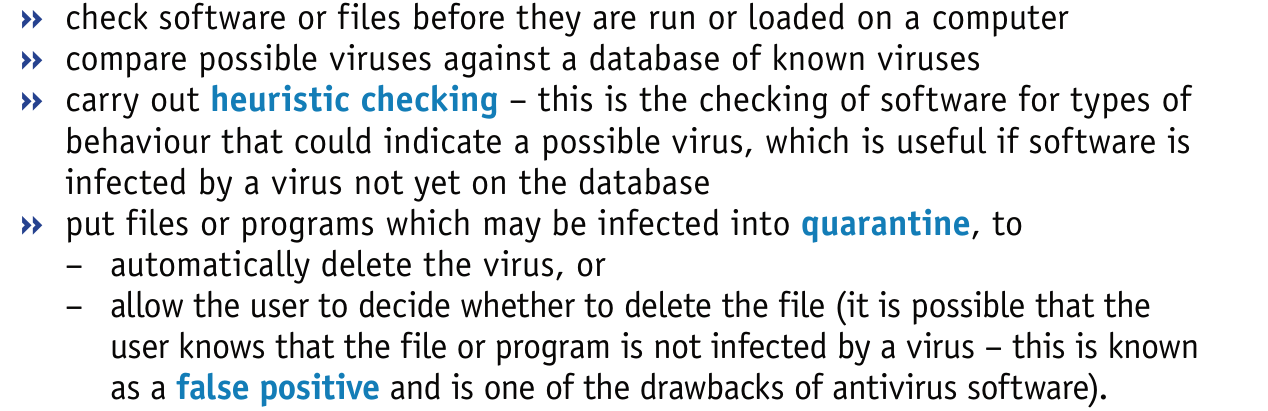 » check software or files before they are run or loaded on a computer
» compare possible viruses against a database of known viruses
» carry out heuristic checking – this is the checking of software for types of
behaviour that could indicate a possible virus, which is useful if software is
infected by a virus not yet on the database
» put files or programs which may be infected into quarantine, to
– automatically delete the virus, or
– allow the user to decide whether to delete the file (it is possible that the
user knows that the file or program is not infected by a virus – this is known
as a false positive and is one of the drawbacks of antivirus software).